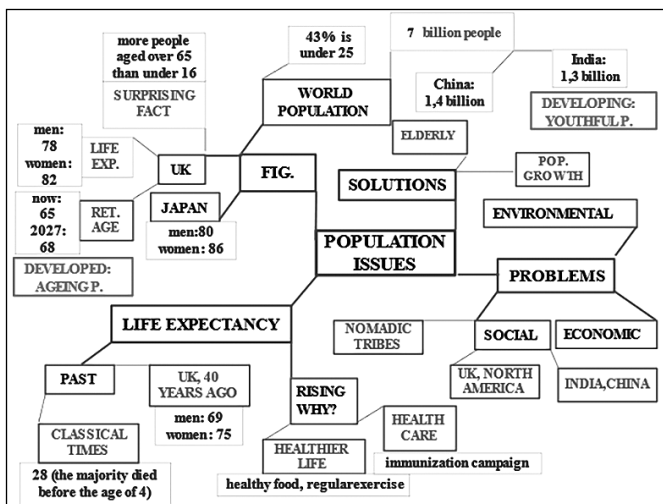 more people
aged over 65
than under 16
43% is
under 25
7 billion people
India:
1,3 billion
China:
1,4 billion
SURPRISING
FACT
WORLD
POPULATION
DEVELOPING:
YOUTHFUL P.
men:
78
women:
82
LIFE
EXP.
UK
FIG.
ELDERLY
SOLUTIONS
POP.
GROWTH
now:
65
2027:
68
RET.
AGE
JAPAN
men:80
women: 86
ENVIRONMENTAL
DEVELOPED:
AGEING P.
POPULATION
ISSUES
PROBLEMS
LIFE EXPECTANCY
NOMADIC
TRIBES
SOCIAL
ECONOMIC
PAST
UK, 40
YEARS AGO
men: 69
women: 75
RISING
WHY?
UK, NORTH
AMERICA
INDIA,CHINA
CLASSICAL
TIMES
28 (the majority died
before the age of 4)
HEALTH
CARE
immunization campaign
HEALTHIER
LIFE
healthy food, regularexercise